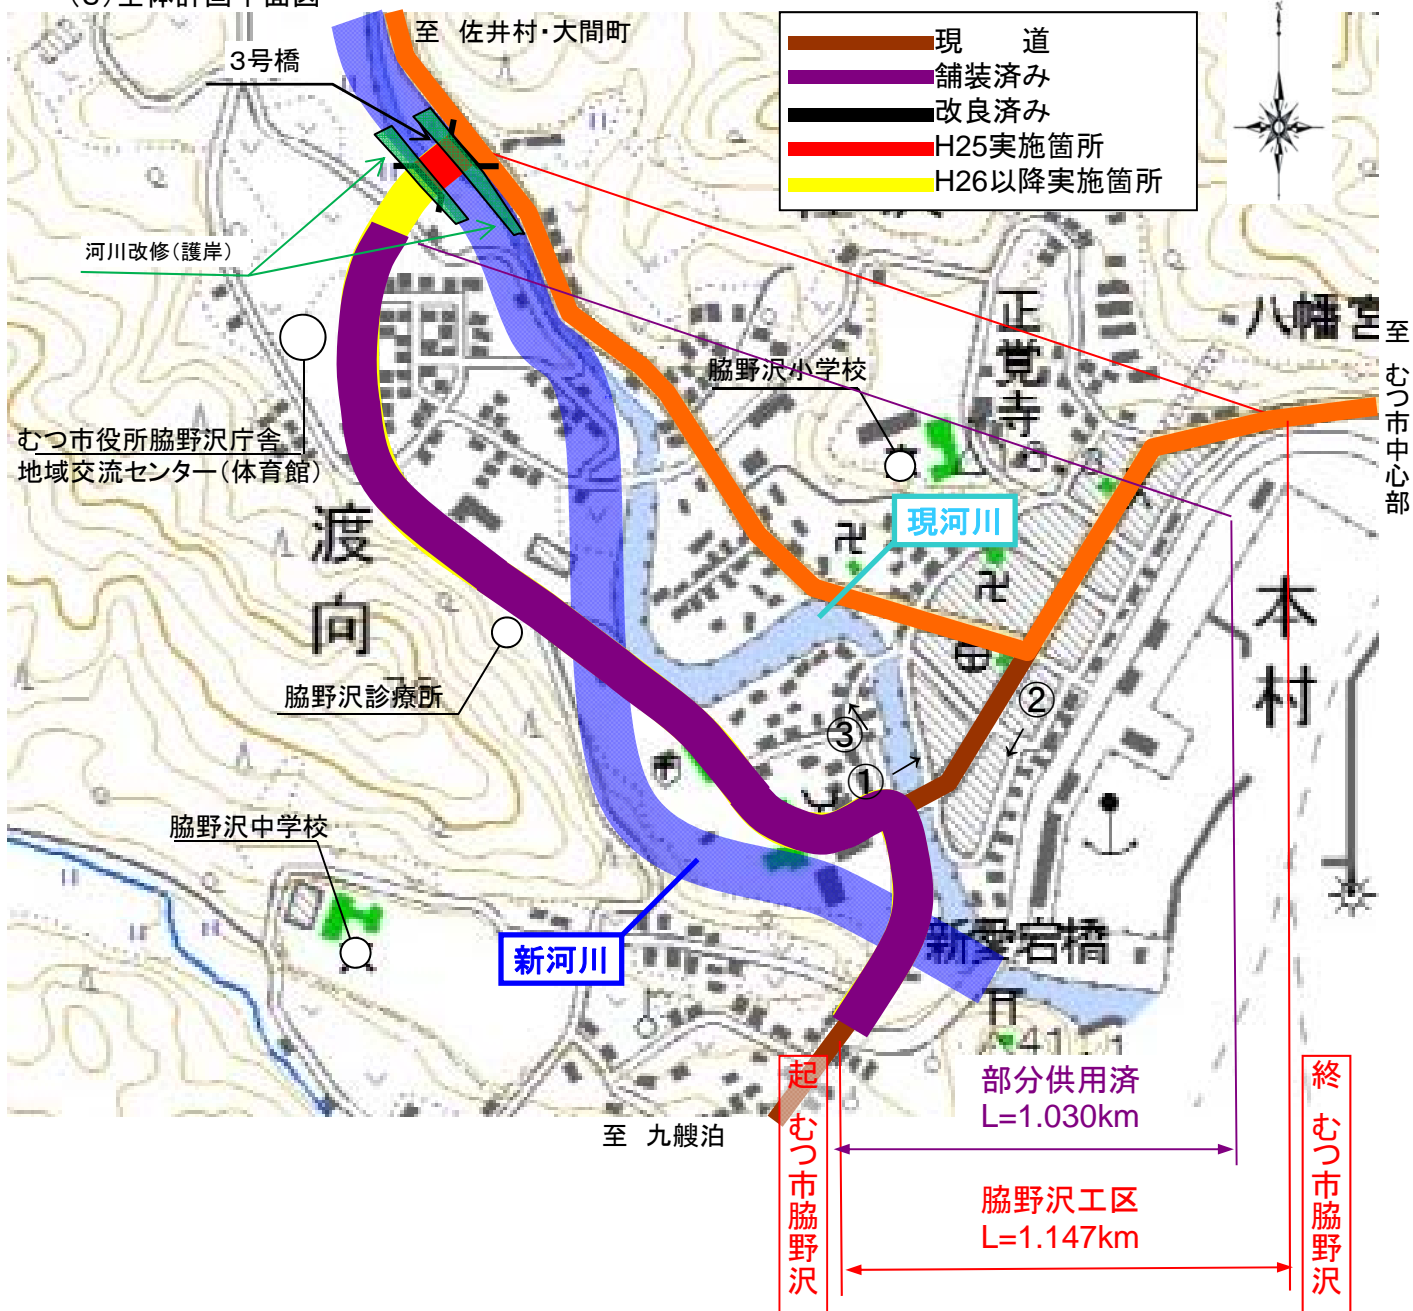 至 佐井村・大間町
3号橋
現 道
舗装済み
改良済み
H25実施箇所
H26以降実施箇所
河川改修(護岸)
正覚寺
八幡宮
至 むつ市中心部
脇野沢小学校
むつ市役所脇野沢庁舎
地域交流センター(体育館)
渡向
現河川
本村
脇野沢診療所
②
③
①
脇野沢中学校
新河川
新愛宕橋
41
起 むつ市脇野沢
部分供用済
L=1.030km
終 むつ市脇野沢
至 九艘泊
脇野沢工区
L=1.147km